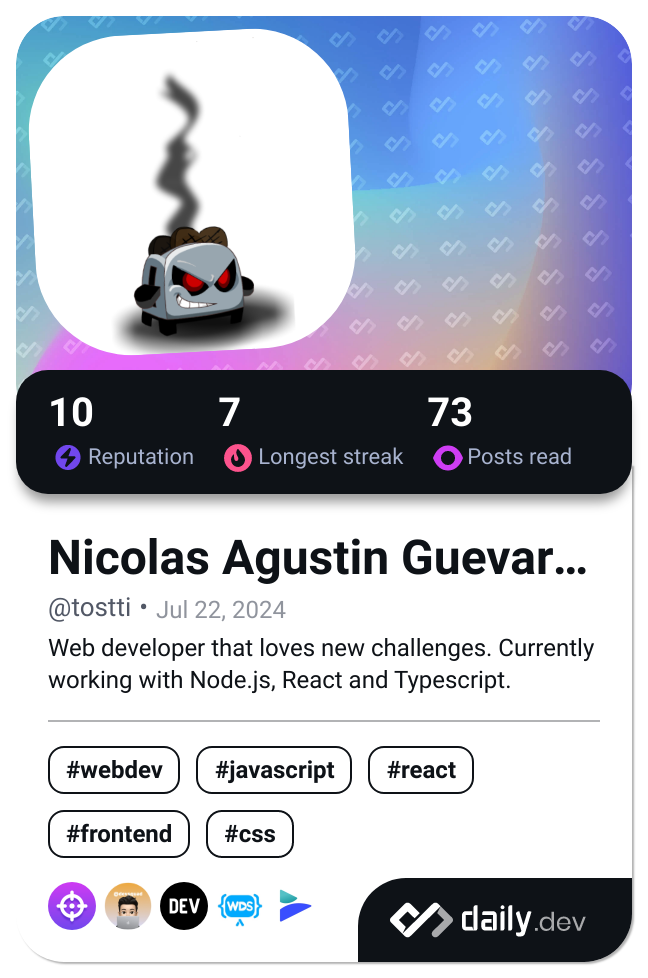 10 7 73
Reputation Longest streak Posts read
Nicolas Agustin Guevar...
@tostti • Jul 22, 2024
Web developer that loves new challenges. Currently
working with Node.js, React and Typescript.
#webdev #javascript #react
#frontend #css
DEV WDS
daily.dev